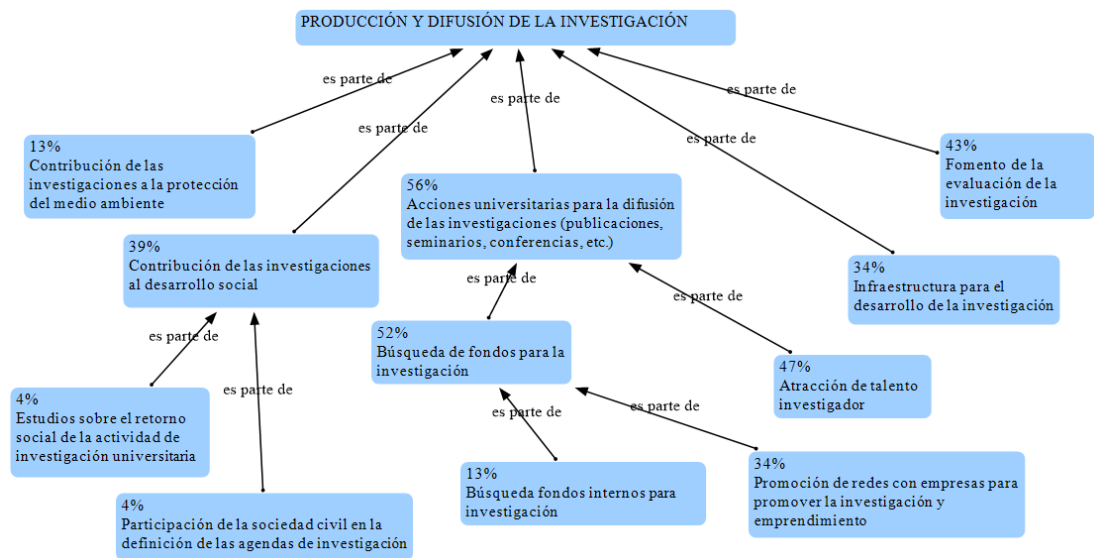 PRODUCCIÓN Y DIFUSIÓN DE LA INVESTIGACIÓN
es parte de
es parte de
es parte de
es parte de
es parte de
13%
Contribución de las
investigaciones a la protección
del medio ambiente
43%
Fomento de la
evaluación de la
investigación
56%
Acciones universitarias para la difusión
de las investigaciones (publicaciones,
seminarios, conferencias, etc.)
39%
Contribución de las investigaciones
al desarrollo social
34%
Infraestructura para el
desarrollo de la investigación
es parte de
es parte de
es parte de
es parte de
52%
Búsqueda de fondos para la
investigación
47%
Atracción de talento
investigador
4%
Estudios sobre el retorno
social de la actividad de
investigación universitaria
es parte de
es parte de
13%
Búsqueda fondos internos para
investigación
34%
Promoción de redes con empresas para
promover la investigación y
emprendimiento
4%
Participación de la sociedad civil en la
definición de las agendas de investigación